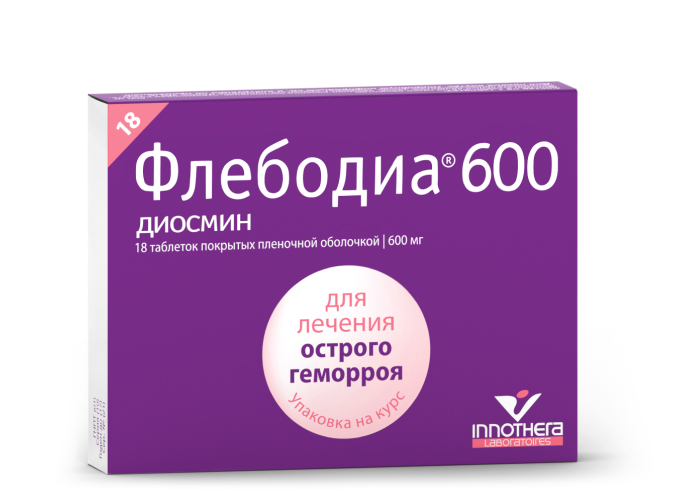 18
Флебодиа® 600
диосмин
18 таблеток покрытых пленочной оболочкой | 600 мг
для
лечения
острого
геморроя
Упаковка на курс
INNOTHERA
LABORATOIRES